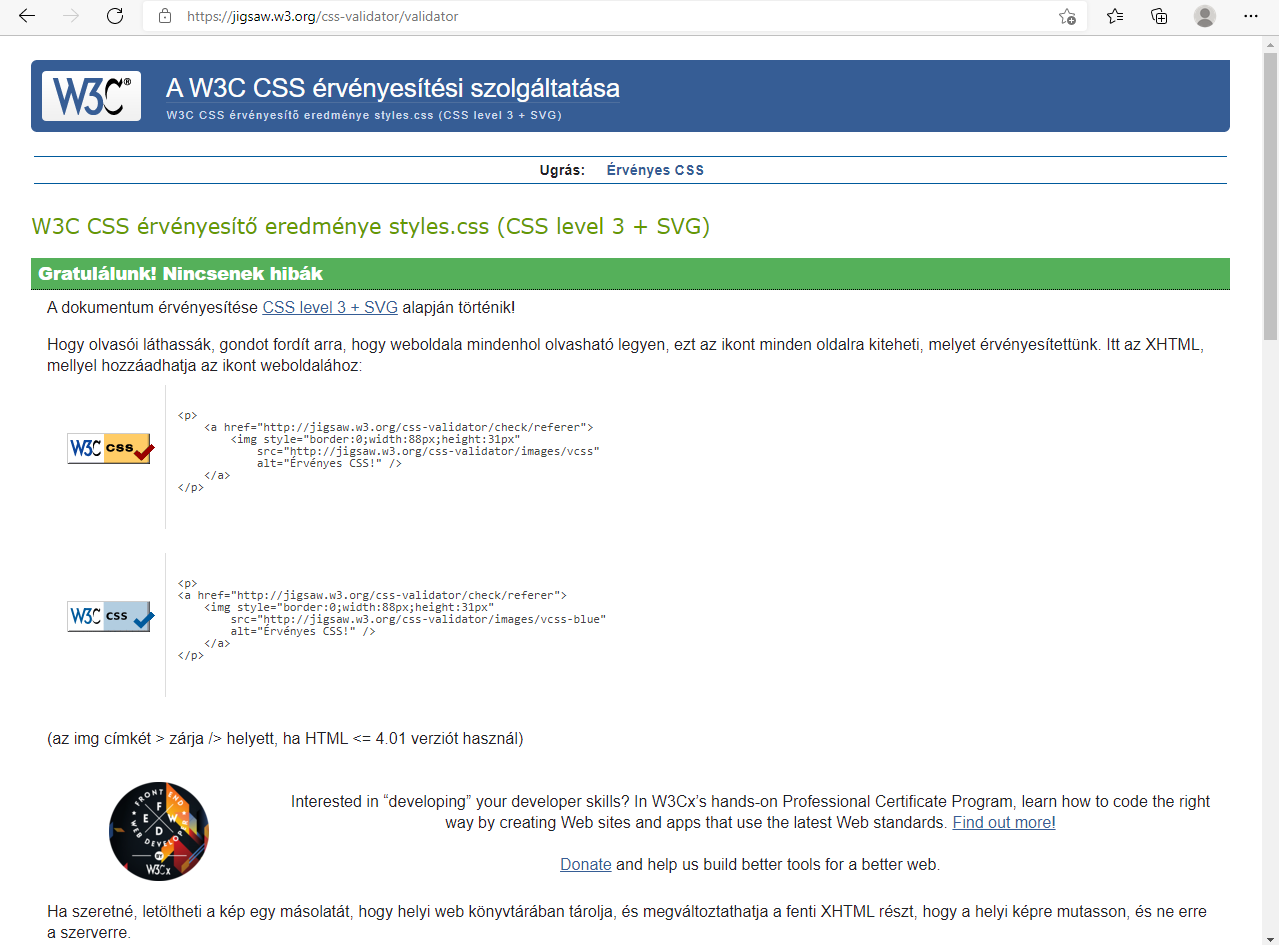 https://jigsaw.w3.org/css-validator/validator
W3C®
A W3C CSS érvényesítési szolgáltatása
W3C CSS érvényesítő eredménye styles.css (CSS level 3 + SVG)
Ugrás: Érvényes CSS
W3C CSS érvényesítő eredménye styles.css (CSS level 3 + SVG)
Gratulálunk! Nincsenek hibák
A dokumentum érvényesítése CSS level 3 + SVG alapján történik!
Hogy olvasói láthassák, gondot fordít arra, hogy weboldala mindenhol olvasható legyen, ezt az ikont minden oldalra kiteheti, melyet érvényesítettünk. Itt az XHTML,
mellyel hozzáadhatja az ikont weboldalához:
W3C css
<p>
<a href="http://jigsaw.w3.org/css-validator/check/referer">
<img style="border:0;width:88px;height:31px"
src="http://jigsaw.w3.org/css-validator/images/vcss"
alt="Érvényes CSS!" />
</a>
</p>
W3C css
<p>
<a href="http://jigsaw.w3.org/css-validator/check/referer">
<img style="border:0;width:88px;height:31px"
src="http://jigsaw.w3.org/css-validator/images/vcss-blue"
alt="Érvényes CSS!" />
</a>
</p>
(az img címkét > zárja /> helyett, ha HTML <= 4.01 verziót használ)
FRONT END
WEB DEVELOP
F E W D
BY
W3Cx
Interested in “developing” your developer skills? In W3Cx’s hands-on Professional Certificate Program, learn how to code the right
way by creating Web sites and apps that use the latest Web standards. Find out more!
Donate and help us build better tools for a better web.
Ha szeretné, letöltheti a kép egy másolatát, hogy helyi web könyvtárában tárolja, és megváltoztathatja a fenti XHTML részt, hogy a helyi képre mutasson, és ne erre
a szerverre.